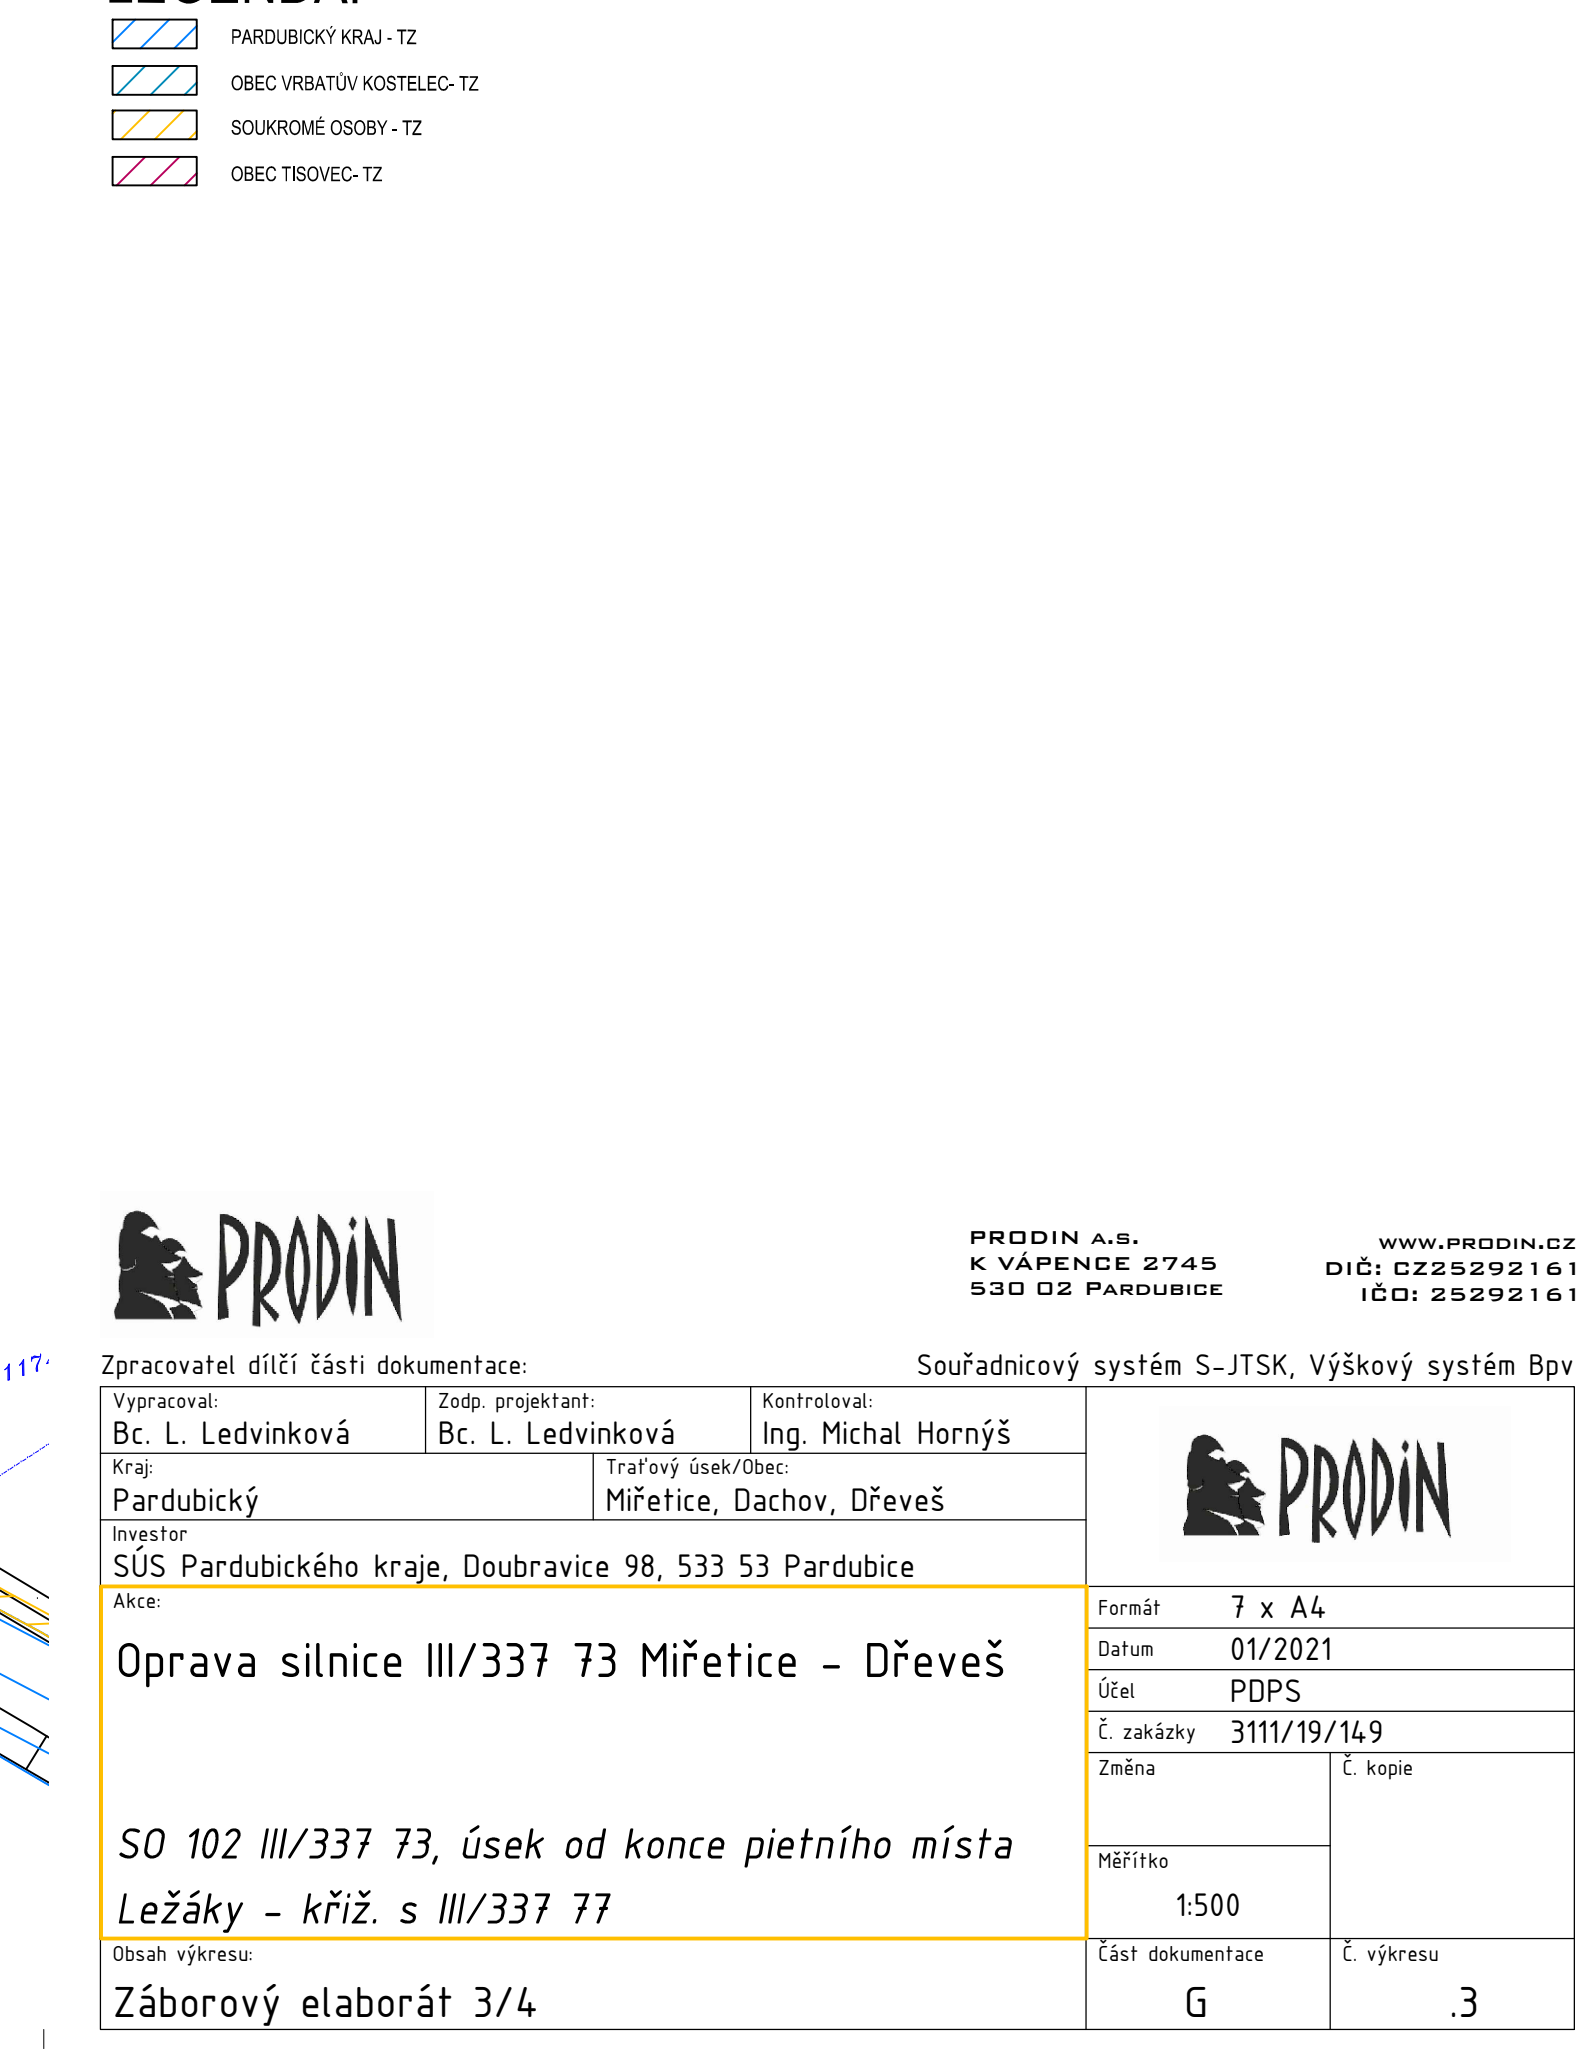 LEGENDA:
PARDUBICKÝ KRAJ - TZ
OBEC VRBATŮV KOSTELEC- TZ
SOUKROMÉ OSOBY - TZ
OBEC TISOVEC- TZ
PRODIN
PRODIN A.S.
K VÁPENCE 2745
530 02 PARDUBICE
WWW.PRODIN.CZ
DIČ: CZ25292161
IČO: 25292161
Zpracovatel dílčí části dokumentace:
Souřadnicový systém S-JTSK, Výškový systém Bpv
Vypracoval:
Bc. L. Ledvinková
Zodp. projektant:
Bc. L. Ledvinková
Kontroloval:
Ing. Michal Hornýš
Kraj:
Pardubický
Traťový úsek/Obec:
Miřetice, Dachov, Dřeveš
PRODIN
Investor
SÚS Pardubického kraje, Doubravice 98, 533 53 Pardubice
Akce:
Oprava silnice III/337 73 Miřetice - Dřeveš
SO 102 III/337 73, úsek od konce pietního místa
Ležáky - křiž. s III/337 77
Formát 7 x A4
Datum 01/2021
Účel PDPS
Č. zakázky 3111/19/149
Změna
Č. kopie
Měřítko
1:500
Obsah výkresu:
Záborový elaborát 3/4
Část dokumentace
G
Č. výkresu
.3